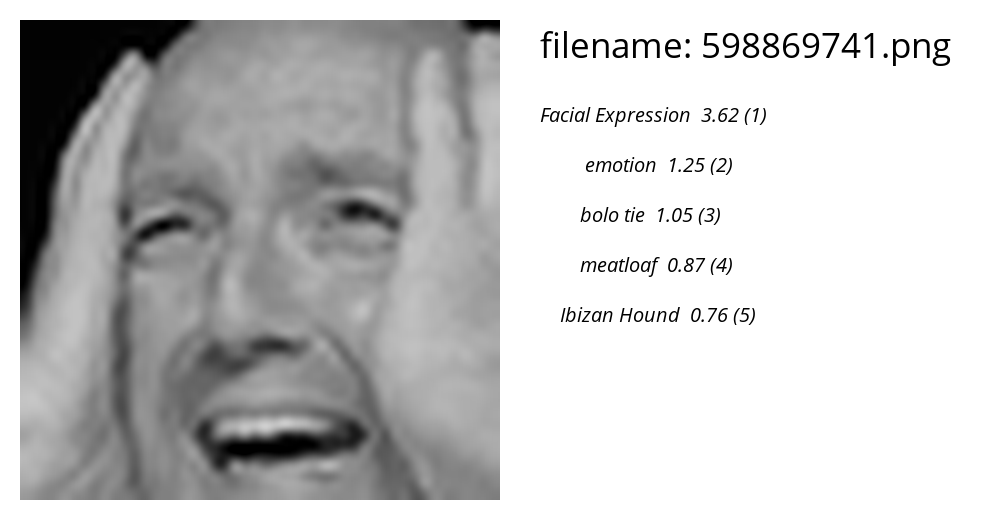 filename: 598869741.png
Facial Expression 3.62 (1)
emotion 1.25 (2)
bolo tie 1.05 (3)
meatloaf 0.87 (4)
Ibizan Hound 0.76 (5)